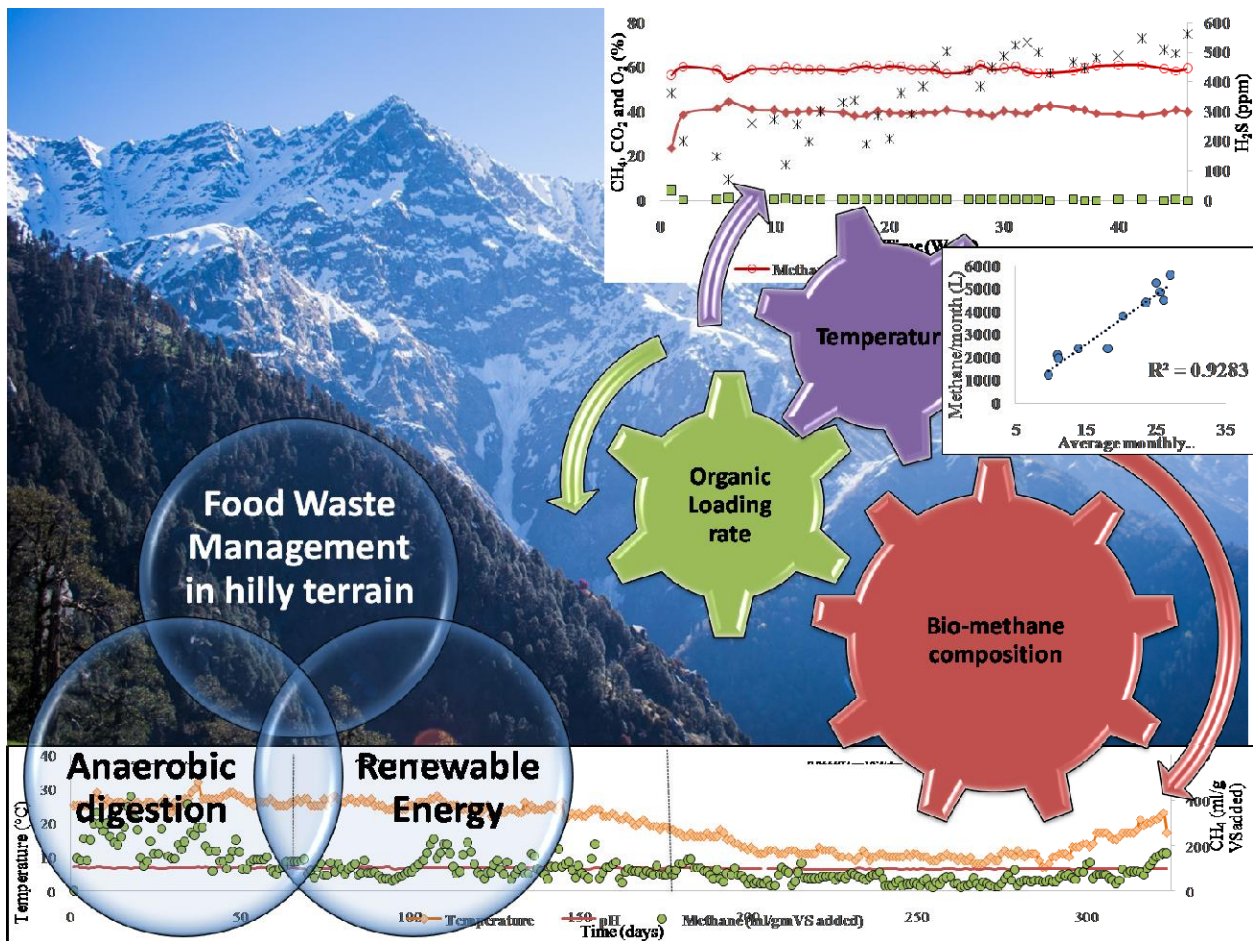 80
60
40
20
0
CH4, CO2 and O2 (%)
600
500
400
300
200
100
0
H2S (ppm)
10
20
30
40
0
Temperatur
6000
5000
4000
3000
2000
1000
0
Methane/month (L)
R² = 0.9283
5
15
25
35
Average monthly...
Organic
Loading
rate
Bio-methane
composition
Food Waste
Management
in hilly terrain
Anaerobic
digestion
Renewable
Energy
40
30
20
10
0
Temperature (°C)
400
200
0
CH4 (ml/g
VS added)
0
50
100
150
200
250
300
Temperature
pH
Methane (ml/gmVS added)
Time (days)